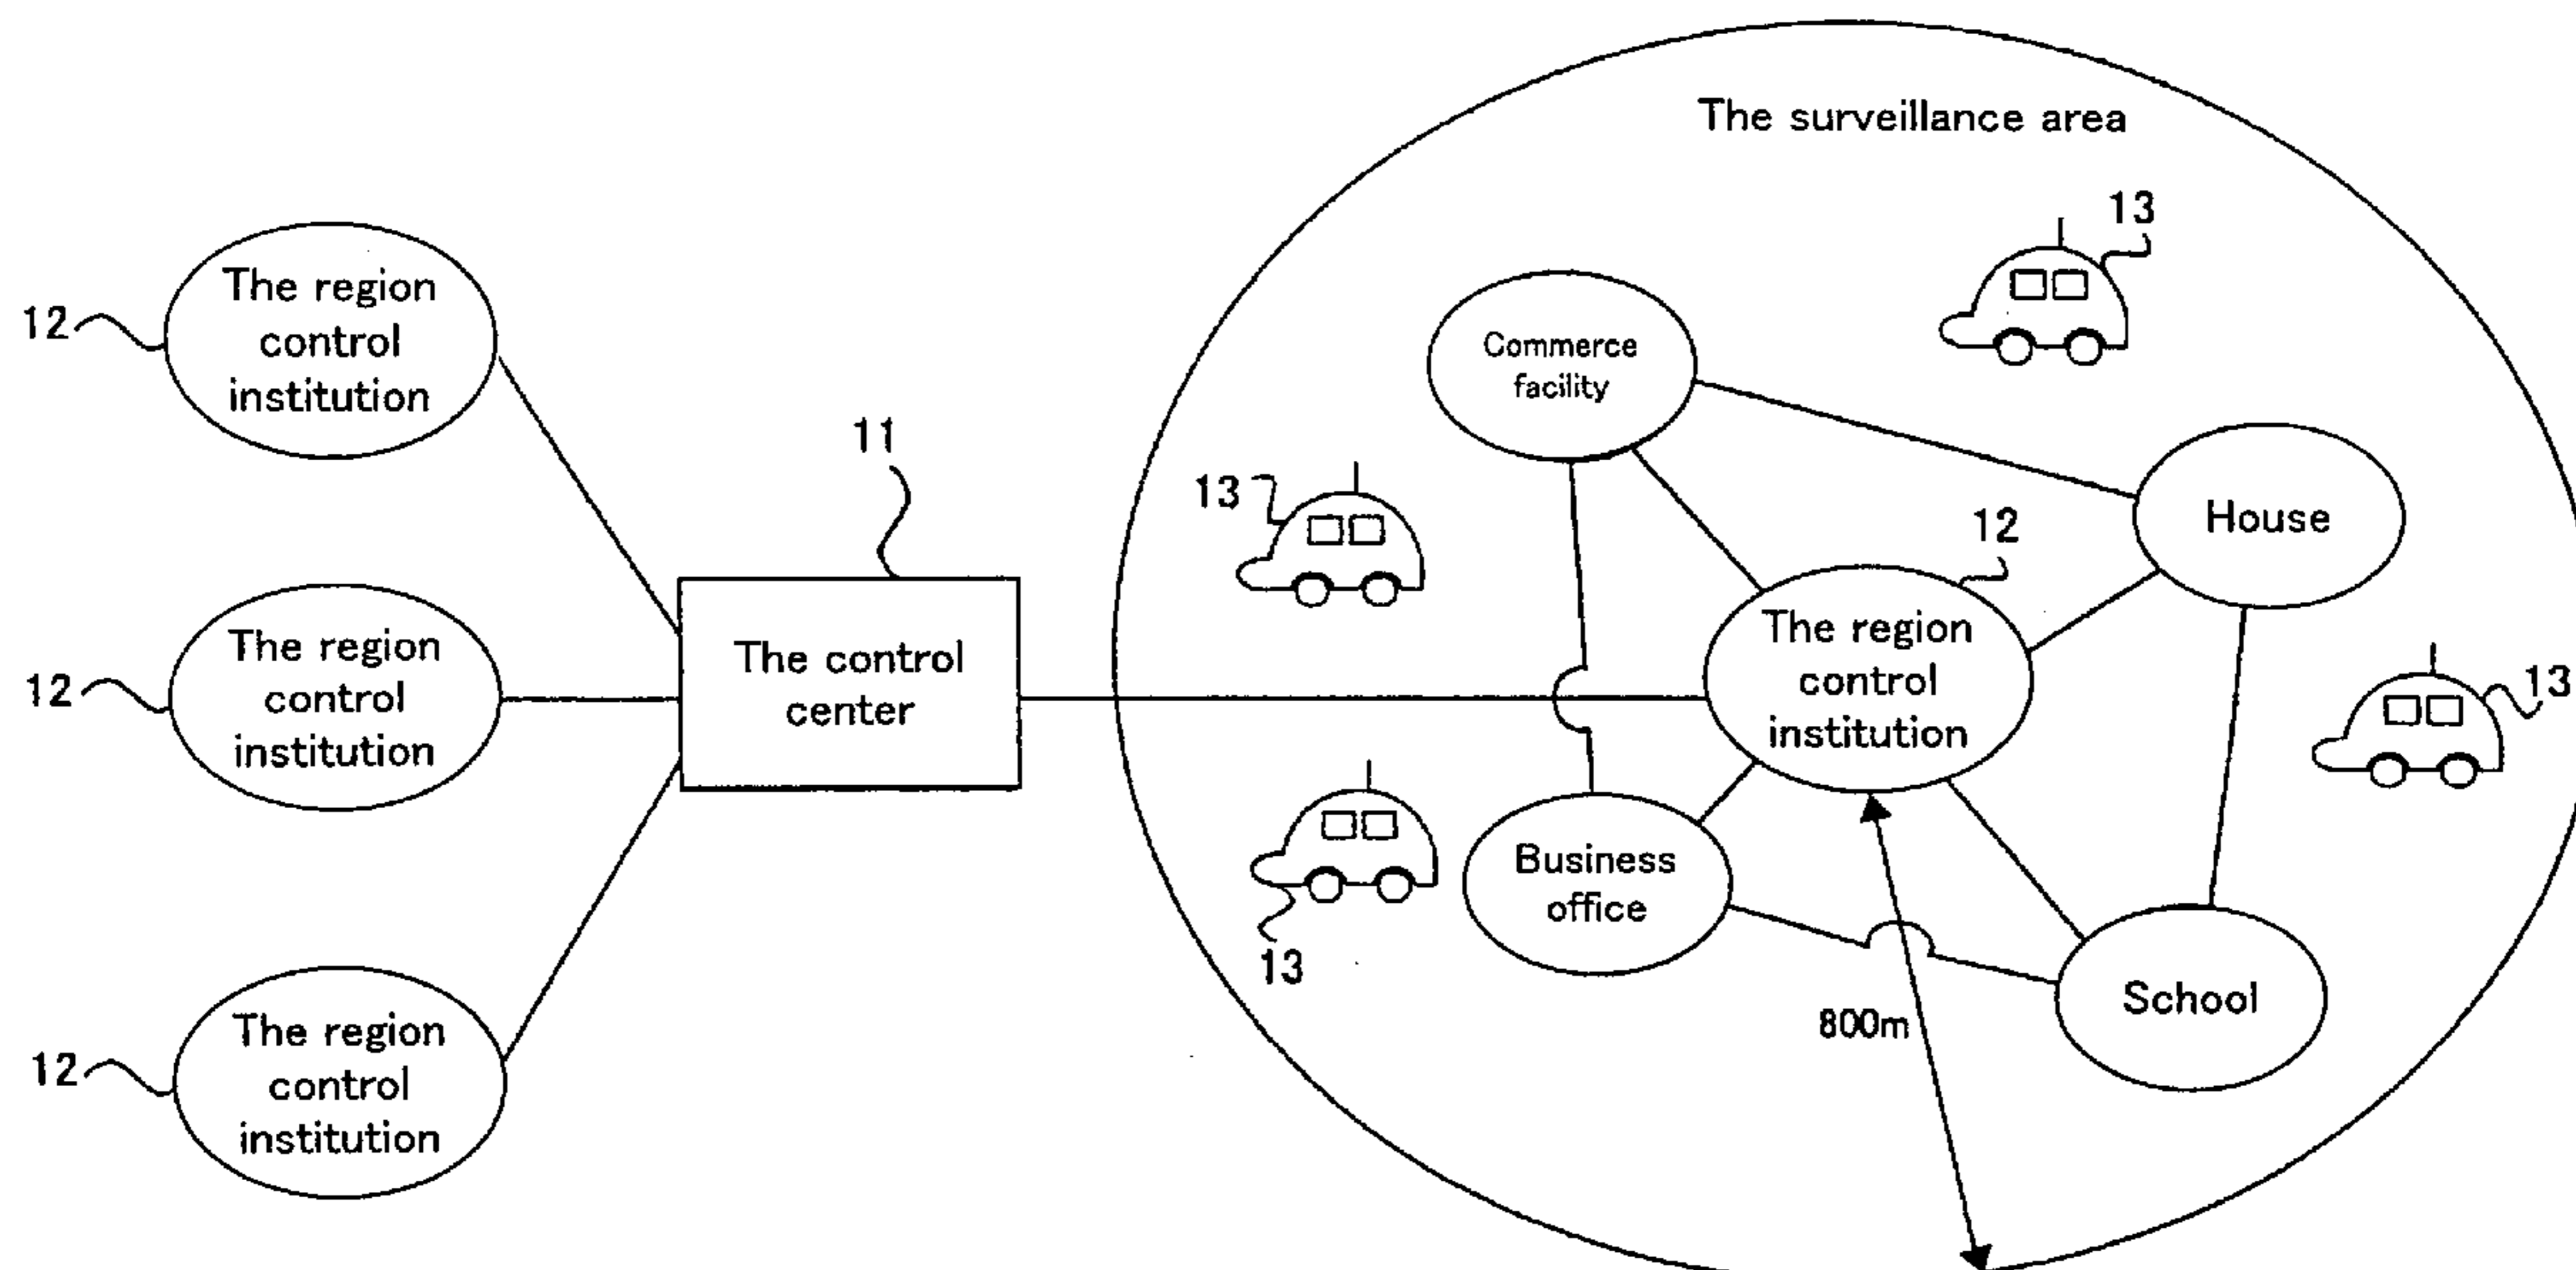 The surveillance area
13
The region
control
institution
12
Commerce
facility
11
13
House
12
The region
control
institution
The region
control
institution
12
The control
center
13
Business
office
13
800m
School
The region
control
institution
12